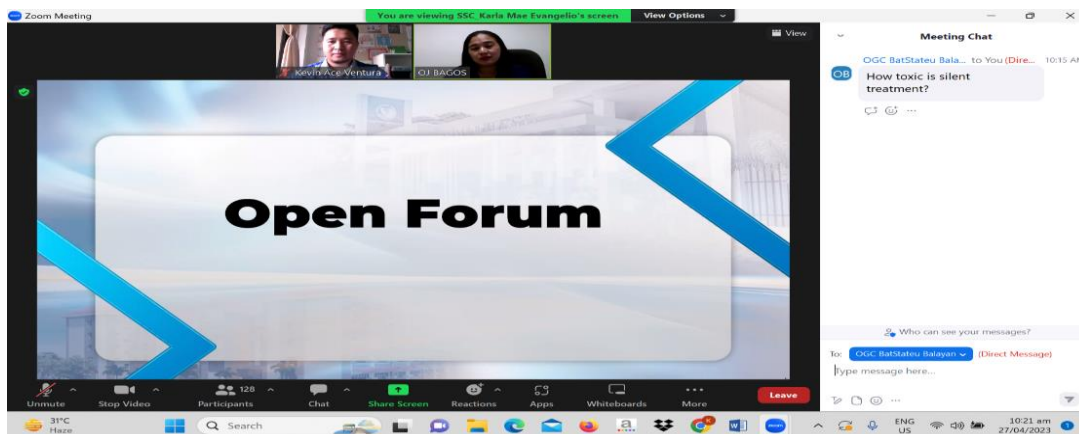 Zoom Meeting
You are viewing SSC_Karla Mae Evangelio's screen
View Options
View
Kevin Ace Ventura
OJ BAGOS
Open Forum
Unmute
Stop Video
128
Participants
Chat
Share Screen
Reactions
Apps
Whiteboards
More
Leave
Meeting Chat
OGC BatStateu Bala... to You (Dire... 10:15 AM
OB
How toxic is silent
treatment?
Who can see your messages?
To: OGC BatStateu Balayan (Direct Message)
Type message here...
31°C
Haze
Search
ENG
US
10:21 am
27/04/2023